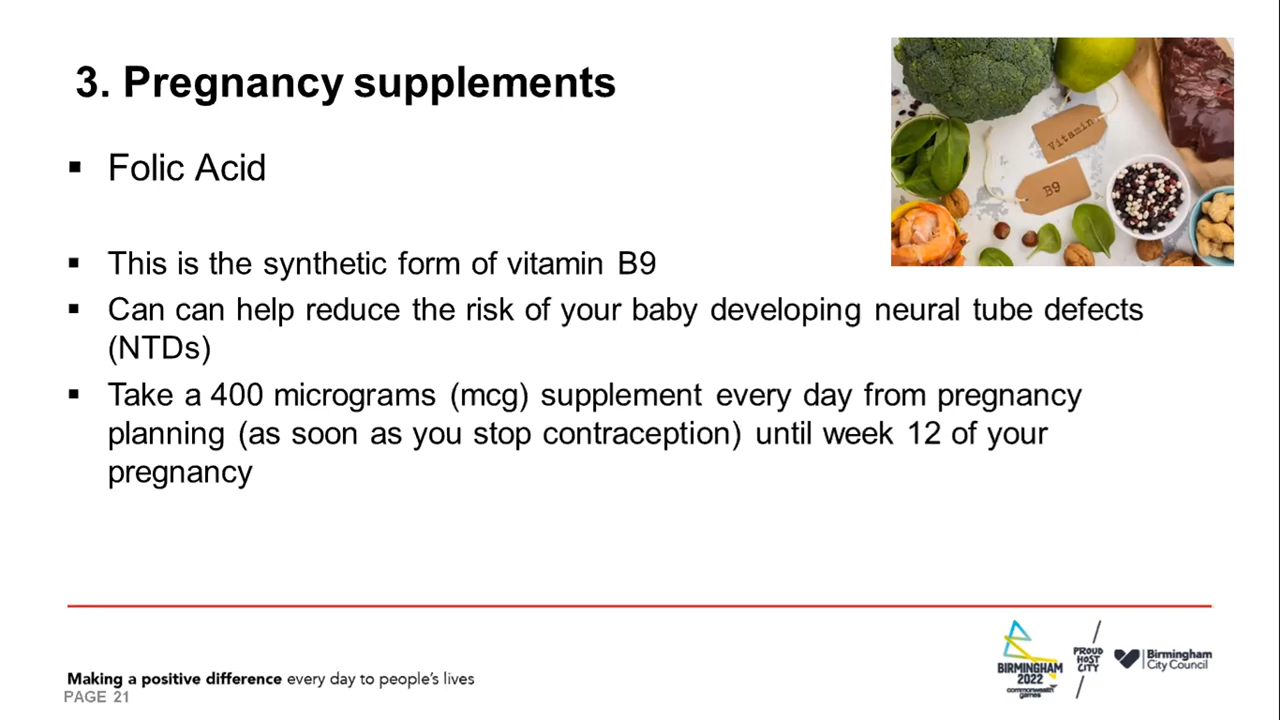 3. Pregnancy supplements
Vitamin
B9
▪ Folic Acid
▪ This is the synthetic form of vitamin B9
▪ Can can help reduce the risk of your baby developing neural tube defects
(NTDs)
▪ Take a 400 micrograms (mcg) supplement every day from pregnancy
planning (as soon as you stop contraception) until week 12 of your
pregnancy
BIRMINGHAM
2022
commonwealth
games
PROUD
HOST
CITY
Birmingham
City Council
Making a positive difference every day to people's lives
PAGE 21